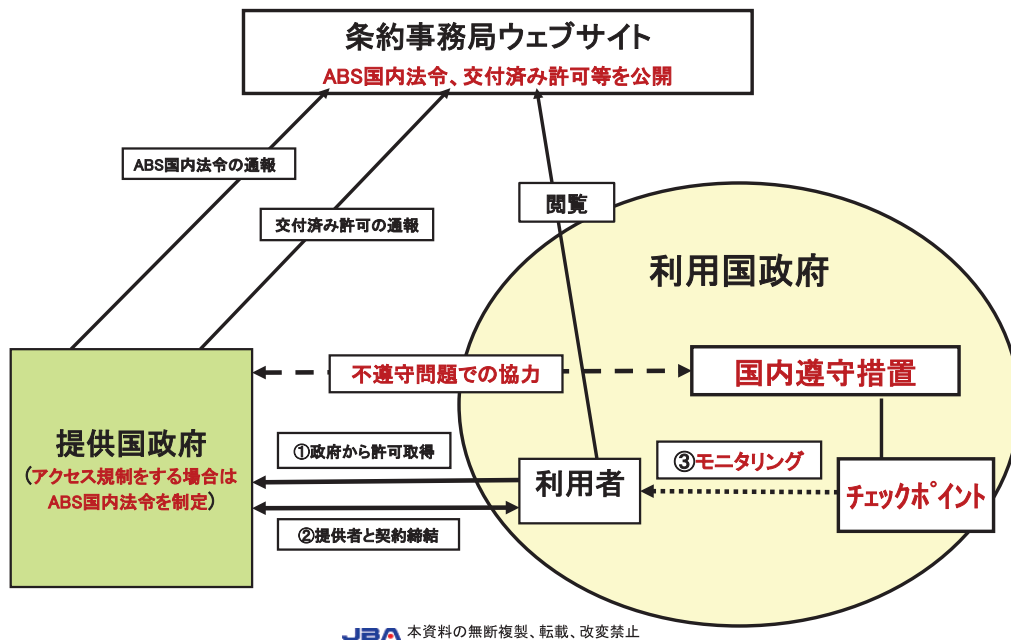 条約事務局ウェブサイト
ABS国内法令、交付済み許可等を公開
ABS国内法令の通報
交付済み許可の通報
閲覧
利用国政府
不遵守問題での協力
国内遵守措置
提供国政府
(アクセス規制をする場合は
ABS国内法令を制定)
①政府から許可取得
利用者
③モニタリング
チェックポイント
②提供者と契約締結
JBA 本資料の無断複製、転載、改変禁止